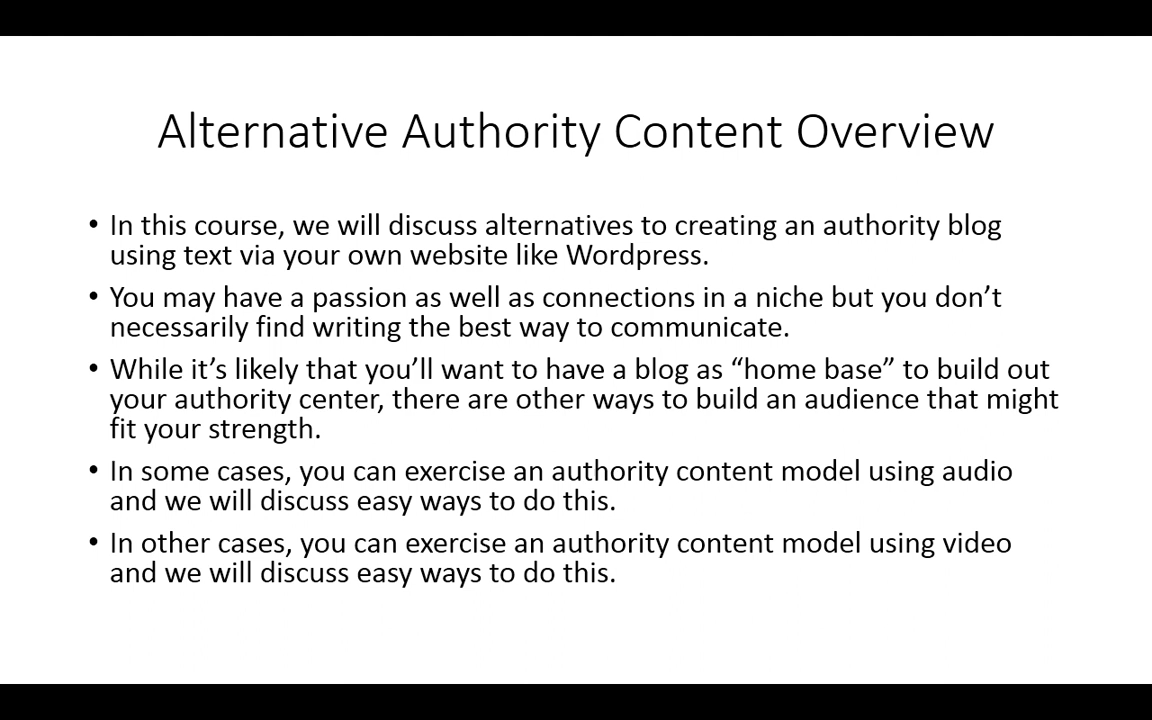 Alternative Authority Content Overview
• In this course, we will discuss alternatives to creating an authority blog
using text via your own website like Wordpress.
• You may have a passion as well as connections in a niche but you don’t
necessarily find writing the best way to communicate.
• While it’s likely that you’ll want to have a blog as “home base” to build out
your authority center, there are other ways to build an audience that might
fit your strength.
• In some cases, you can exercise an authority content model using audio
and we will discuss easy ways to do this.
• In other cases, you can exercise an authority content model using video
and we will discuss easy ways to do this.